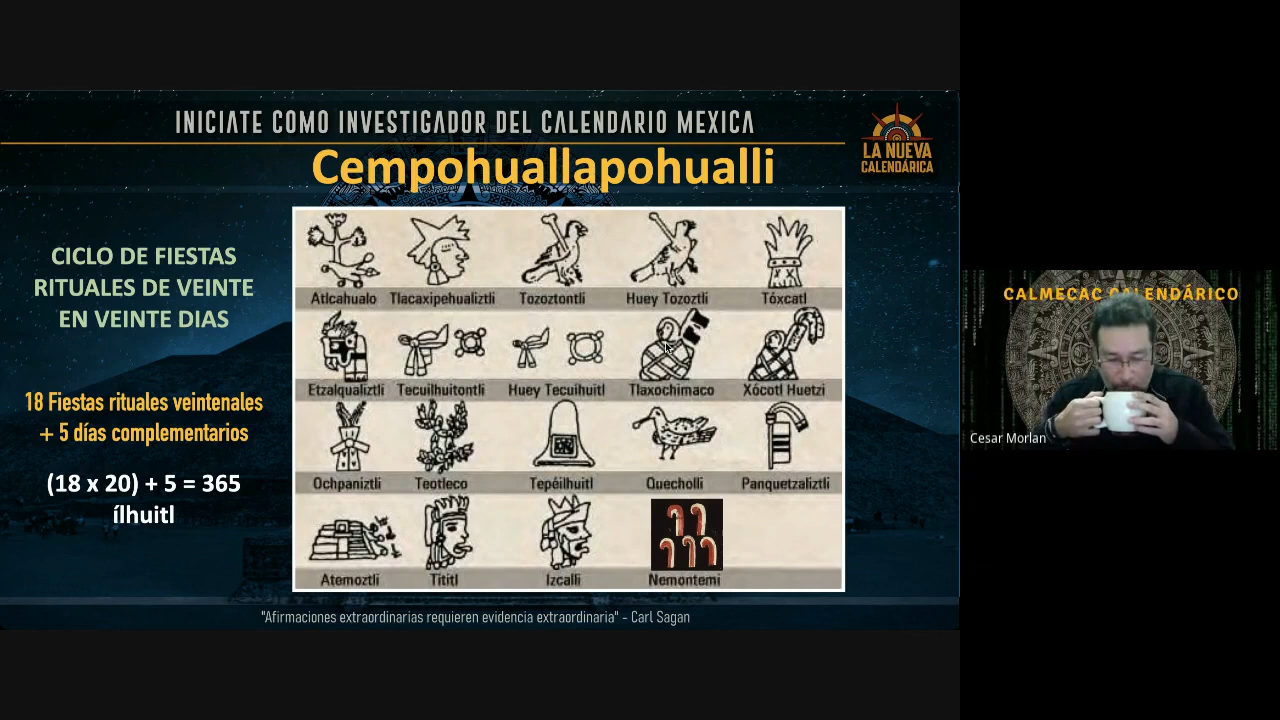 INICIATE COMO INVESTIGADOR DEL CALENDARIO MEXICA
LA NUEVA
CALENDÁRICA
Cempohuallapohualli
CICLO DE FIESTAS
RITUALES DE VEINTE
EN VEINTE DIAS
18 Fiestas rituales veintenales
+ 5 días complementarios
(18 x 20) + 5 = 365
ílhuitl
Atlcahualo Tlacaxipehualiztli Tozoztontli Huey Tozoztli Tóxcatl
Etzalqualiztli Tecuilhuitontli Huey Tecuihuitl Tlaxochimaco Xócotl Huetzi
Ochpaniztli Teotleco Tepéilhuitl Quecholli Panquetzaliztli
Atemoztli Tititl Izcalli Nemontemi
"Afirmaciones extraordinarias requieren evidencia extraordinaria" - Carl Sagan
CALMECAC CALENDÁRICO
Cesar Morlan